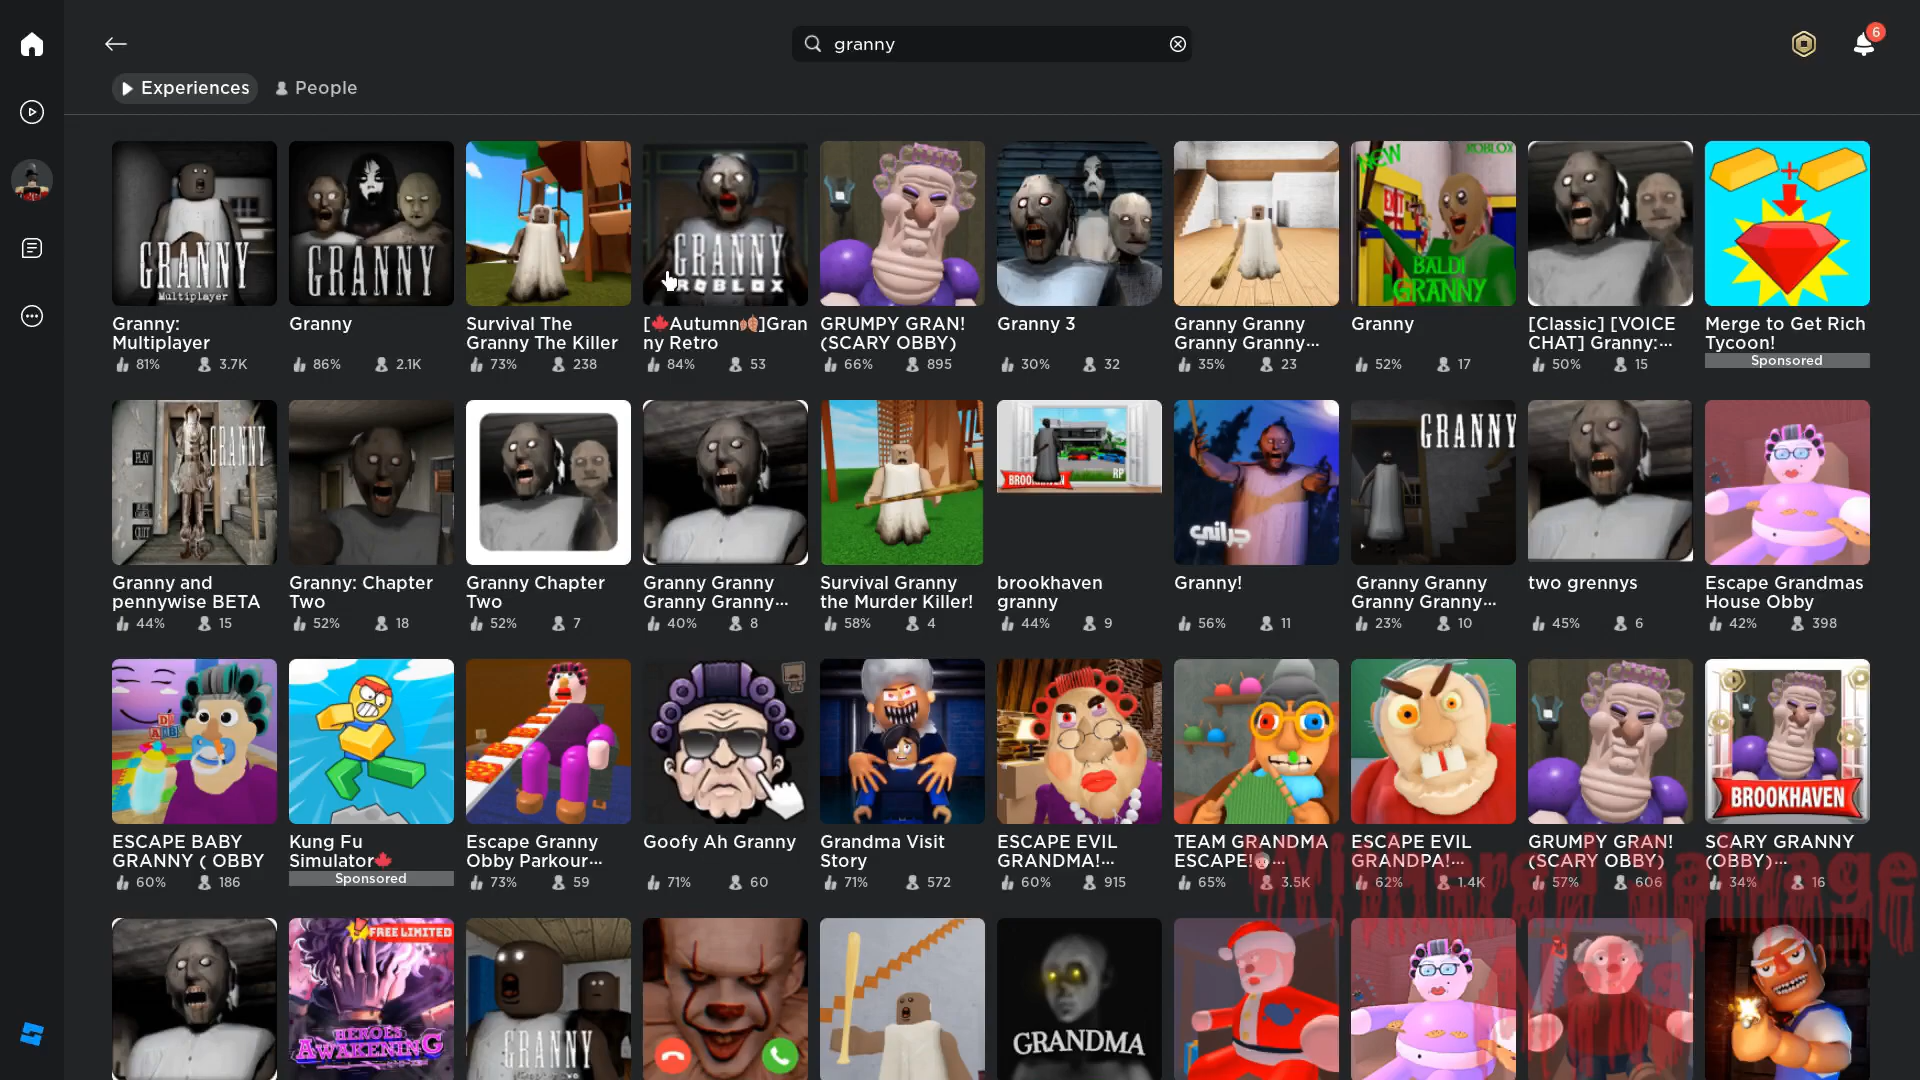 granny
6
Experiences
People
GRANNY
Multiplayer
GRANNY
GRANNY
ROBLOX
NEW
ROBLOX
EXIT
BALDI
GRANNY
Granny:
Multiplayer
81% 3.7K
Granny
86% 2.1K
Survival The
Granny The Killer
73% 238
[🍁Autumn🍂]Gran
ny Retro
84% 53
GRUMPY GRAN!
(SCARY OBBY)
66% 895
Granny 3
30% 32
Granny Granny
Granny Granny...
35% 23
Granny
52% 17
[Classic] [VOICE
CHAT] Granny:...
50% 15
Merge to Get Rich
Tycoon!
Sponsored
GRANNY
PLAY
QUIT
BROOKHAVEN
RP
جراني
GRANNY
Granny and
pennywise BETA
44% 15
Granny: Chapter
Two
52% 18
Granny Chapter
Two
52% 7
Granny Granny
Granny Granny...
40% 8
Survival Granny
the Murder Killer!
58% 4
brookhaven
granny
44% 9
Granny!
56% 11
Granny Granny
Granny Granny...
23% 10
two grennys
45% 6
Escape Grandmas
House Obby
42% 398
BROOKHAVEN
ESCAPE BABY
GRANNY ( OBBY
60% 186
Kung Fu
Simulator🍁
Sponsored
Escape Granny
Obby Parkour...
73% 59
Goofy Ah Granny
71% 60
Grandma Visit
Story
71% 572
ESCAPE EVIL
GRANDMA!...
60% 915
TEAM GRANDMA
ESCAPE!👵...
65% 3.5K
ESCAPE EVIL
GRANDPA!...
62% 1.4K
GRUMPY GRAN!
(SCARY OBBY)
57% 606
SCARY GRANNY
(OBBY)...
34% 16
FREE LIMITED
HEROES
AWAKENING
GRANNY
GRANDMA